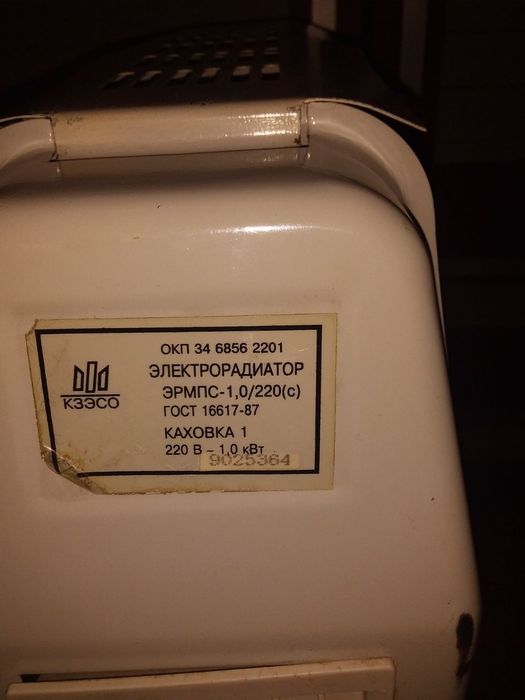 ОКП 34 6856 2201
ЭЛЕКТРОРАДИАТОР
ЭРМПС-1,0/220(с)
КЗЭСО
ГОСТ 16617-87
КАХОВКА 1
220 В ~ 1,0 кВт
9025364